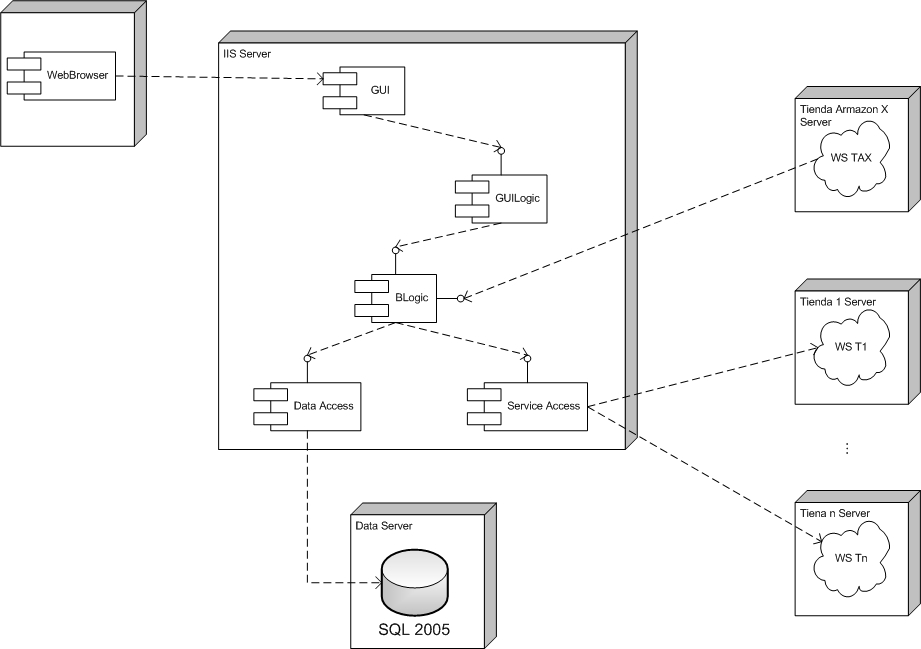 IIS Server
WebBrowser
GUI
Tienda Armazon X
Server
WS TAX
GUILogic
BLogic
Tienda 1 Server
WS T1
Data Access
Service Access
...
Tiena n Server
WS Tn
Data Server
SQL 2005